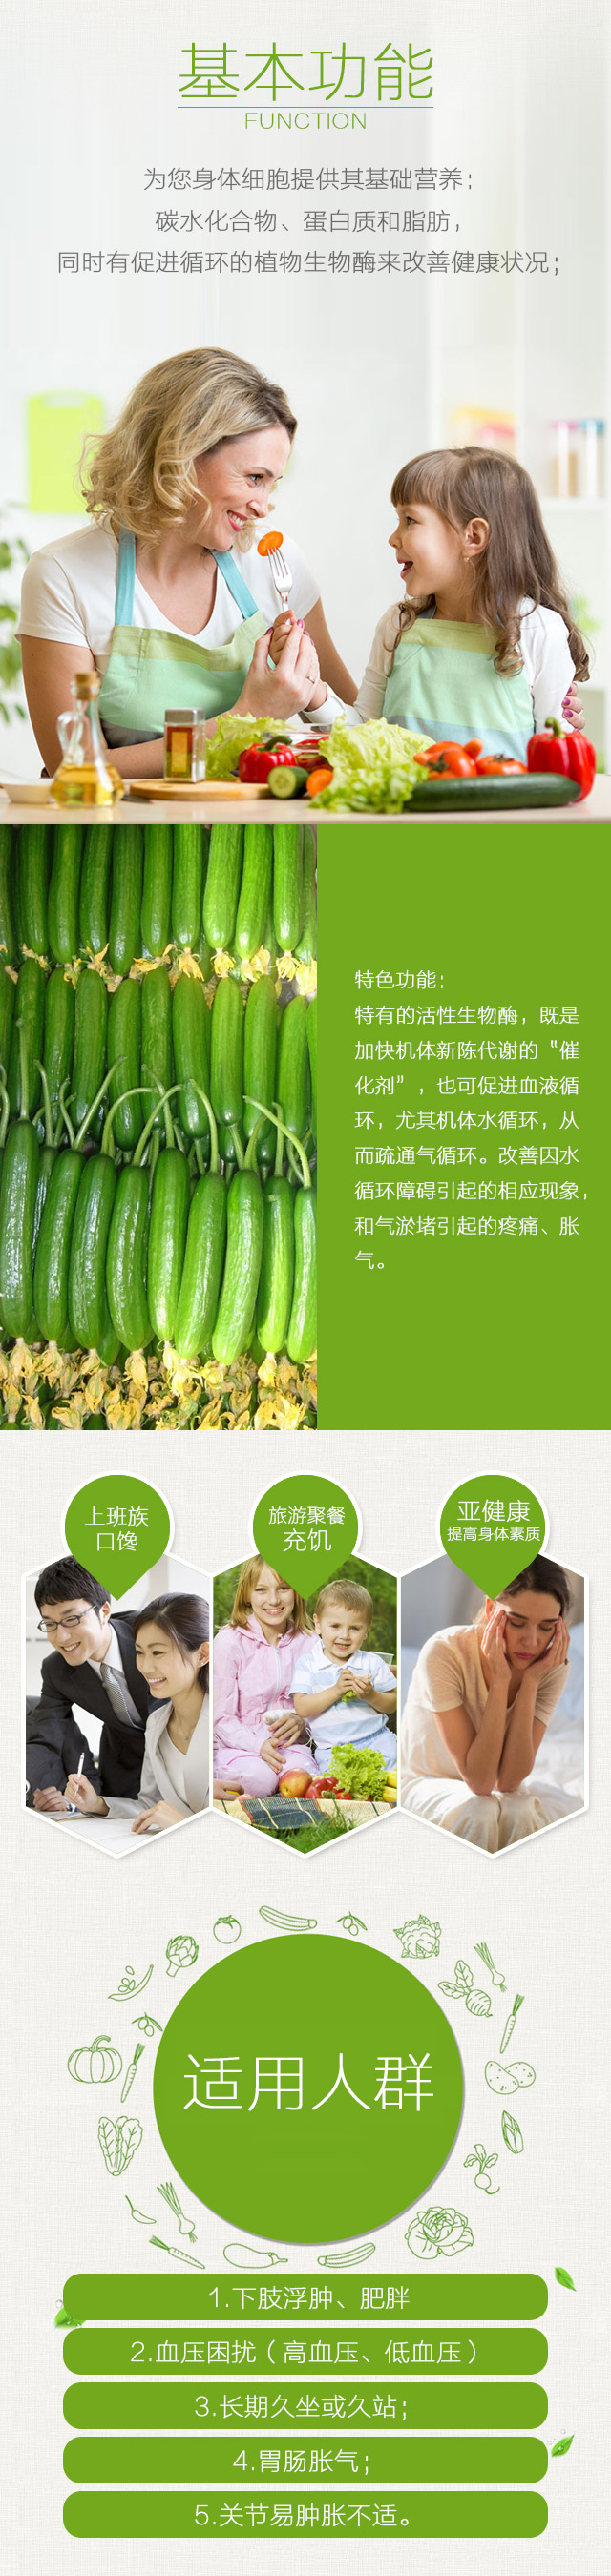 基本功能
FUNCTION
为您身体细胞提供其基础营养；
碳水化合物、蛋白质和脂肪，
同时有促进循环的植物生物酶来改善健康状况；
特色功能：
特有的活性生物酶，既是
加快机体新陈代谢的“催
化剂”，也可促进血液循
环，尤其机体水循环，从
而疏通气循环。改善因水
循环障碍引起的相应现象，
和气淤堵引起的疼痛、胀
气。
上班族
口馋
旅游聚餐
充饥
亚健康
提高身体素质
适用人群
1.下肢浮肿、肥胖
2.血压困扰（高血压、低血压）
3.长期久坐或久站；
4.胃肠胀气；
5.关节易肿胀不适。